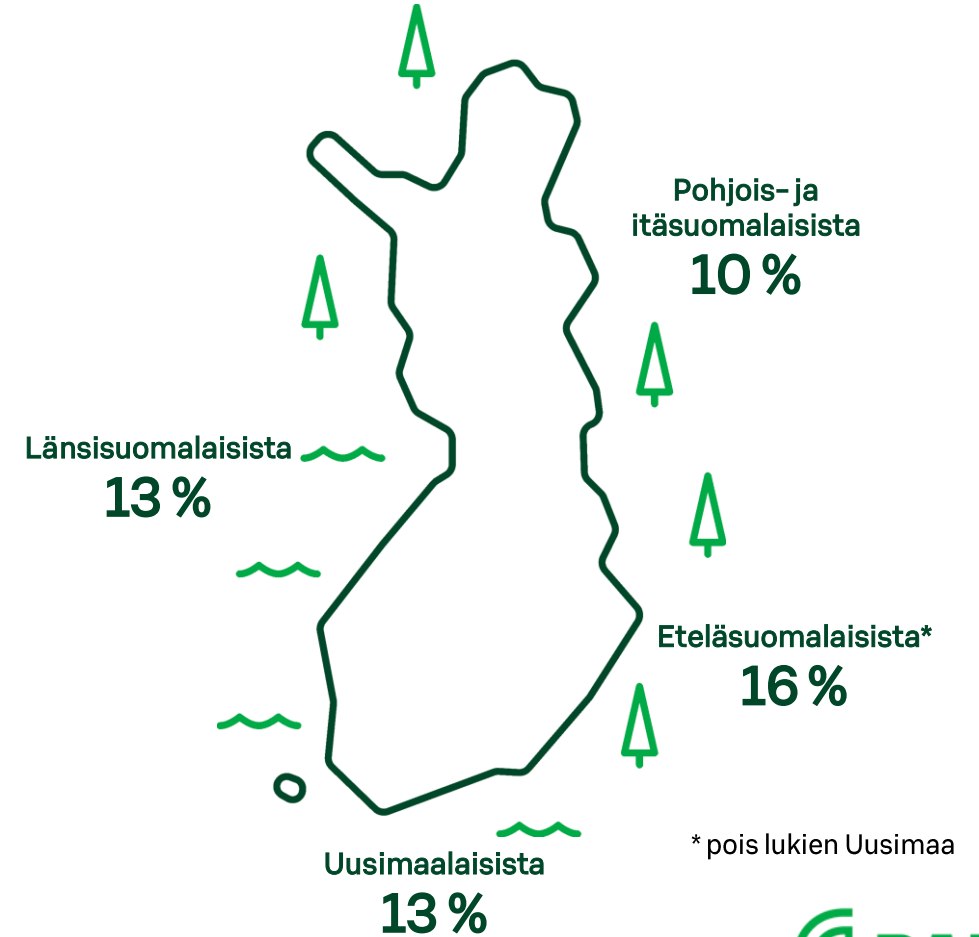 Pohjois- ja
itäsuomalaisista
10 %
Länsisuomalaisista
13 %
Eteläsuomalaisista*
16 %
* pois lukien Uusimaa
Uusimaalaisista
13 %